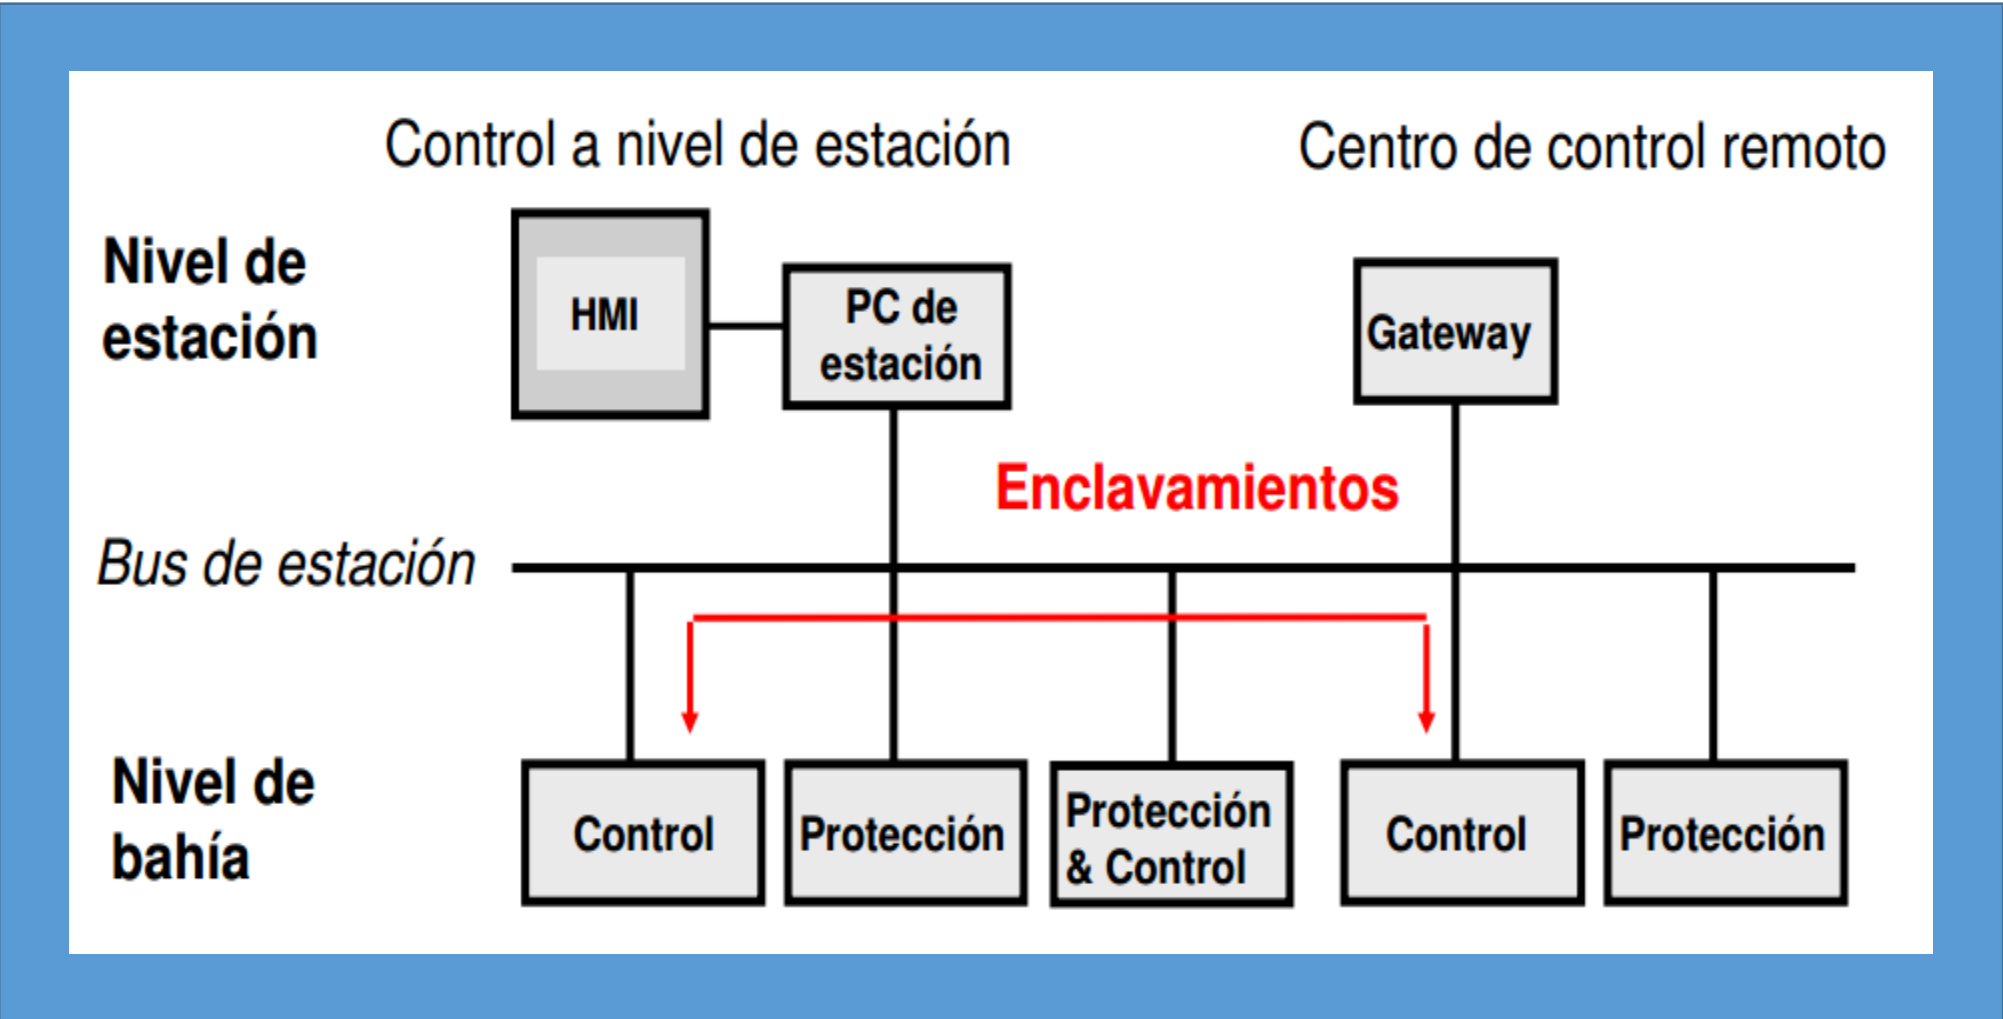 Control a nivel de estación
Centro de control remoto
Nivel de
estación
HMI
PC de
estación
Gateway
Enclavamientos
Bus de estación
Nivel de
bahía
Control
Protección
Protección
& Control
Control
Protección